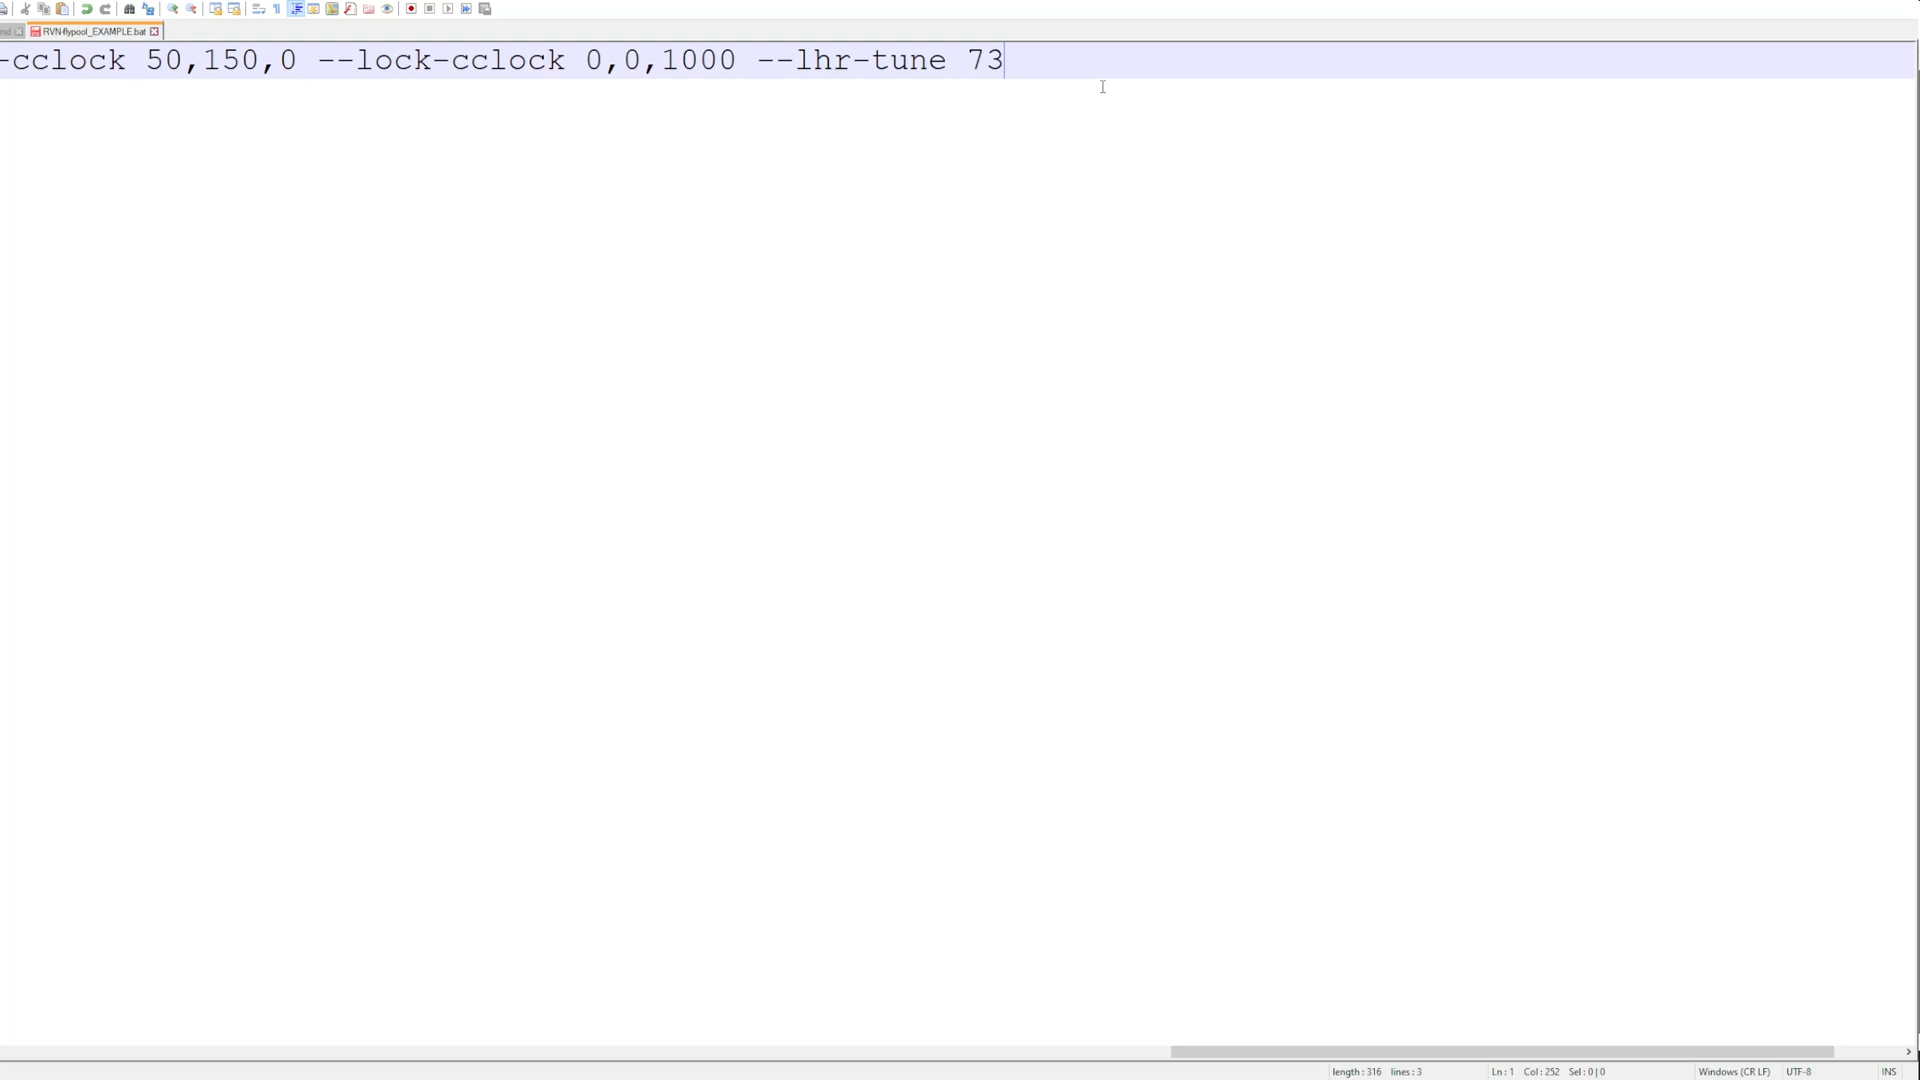 RVN-flypool_EXAMPLE.bat
-cclock 50,150,0 --lock-cclock 0,0,1000 --lhr-tune 73
length : 316 lines : 3 Ln : 1 Col : 252 Sel : 0 | 0 Windows (CR LF) UTF-8 INS